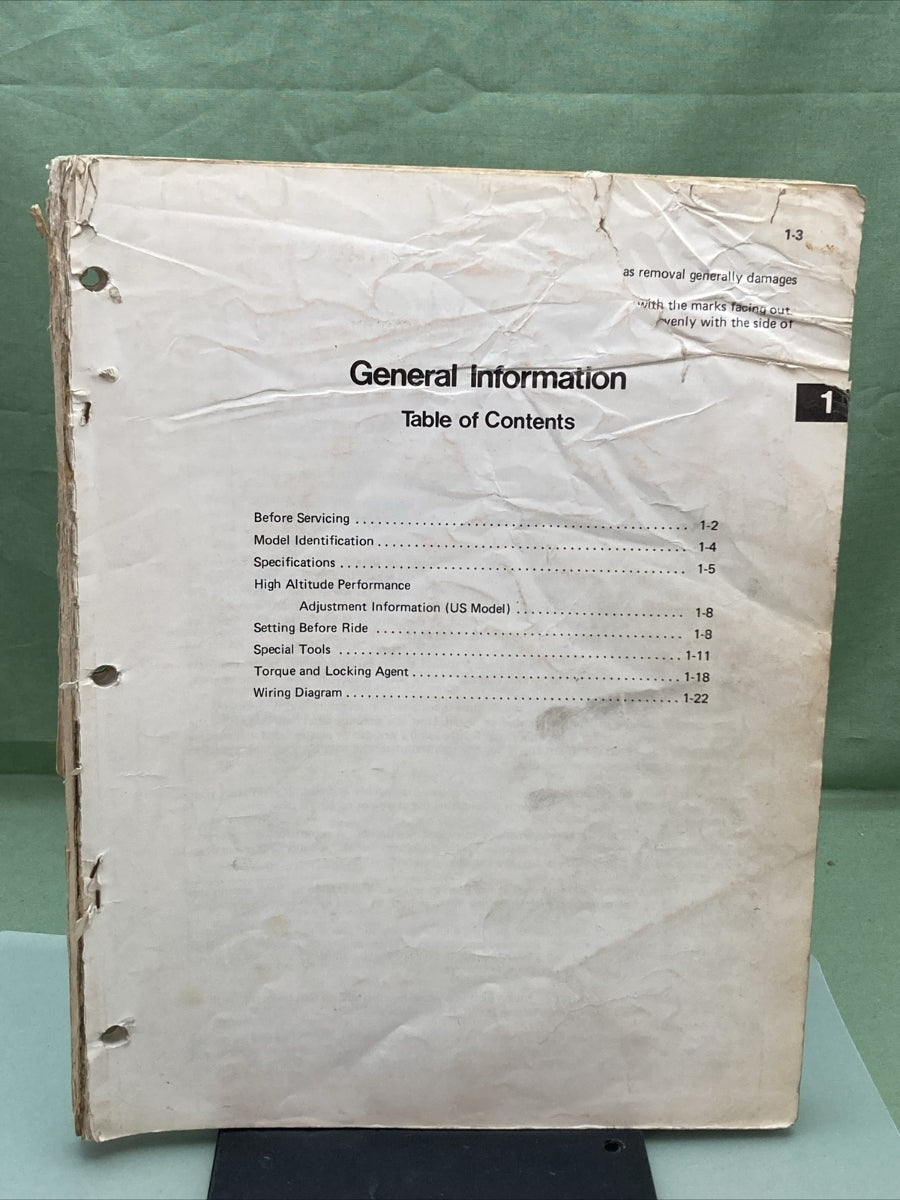 1-3
as removal generally damages
with the marks facing out
venly with the side of
General Information
1
Table of Contents
Before Servicing ........................................... 1-2
Model Identification ........................................ 1-4
Specifications ............................................. 1-5
High Altitude Performance
Adjustment Information (US Model) ...................... 1-8
Setting Before Ride ........................................ 1-8
Special Tools ............................................. 1-11
Torque and Locking Agent ................................... 1-18
Wiring Diagram ............................................ 1-22